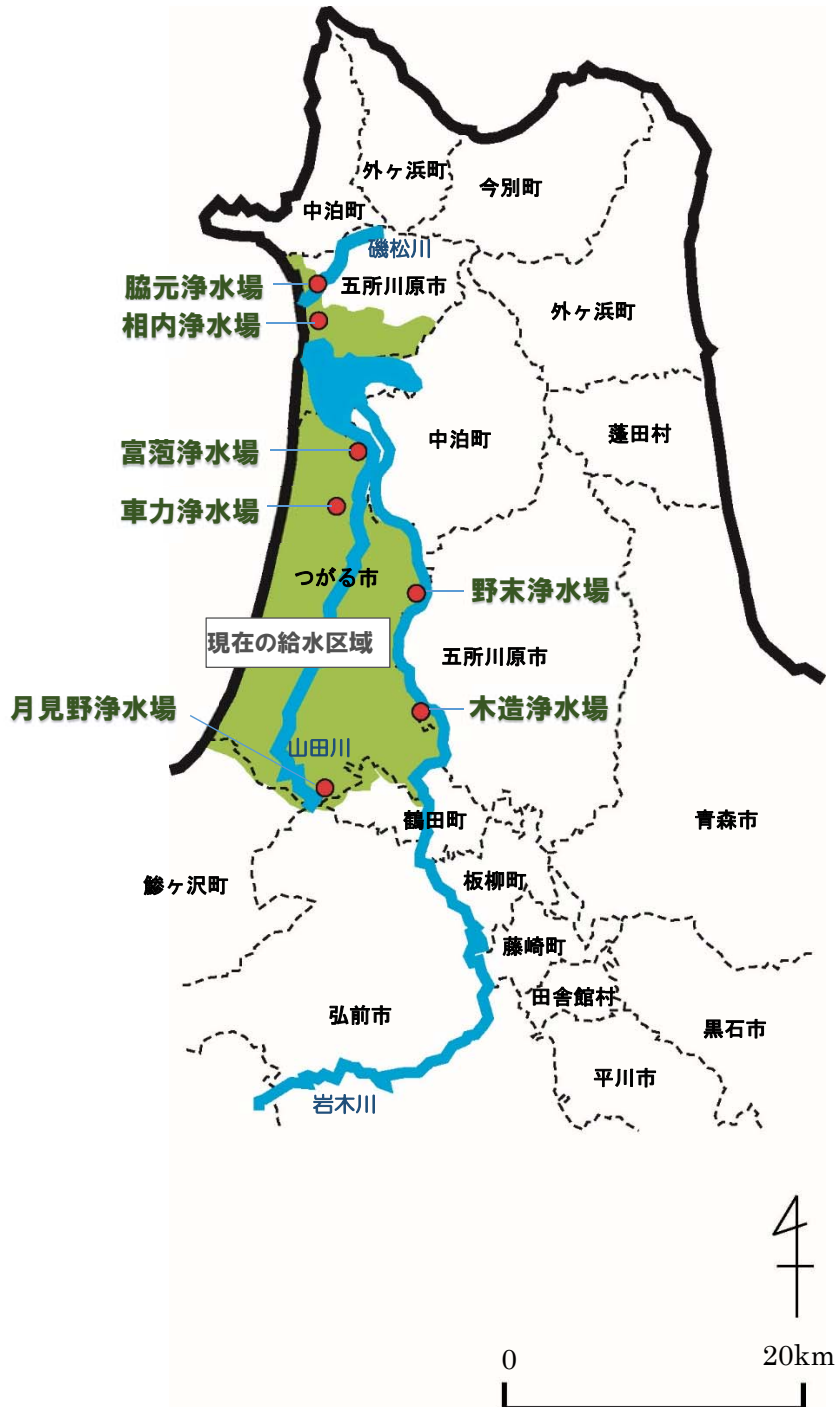 外ヶ浜町
今別町
中泊町
磯松川
脇元浄水場
五所川原市
相内浄水場
外ヶ浜町
中泊町
蓬田村
富萢浄水場
車力浄水場
つがる市
野末浄水場
現在の給水区域
五所川原市
月見野浄水場
木造浄水場
山田川
鶴田町
青森市
板柳町
鰺ヶ沢町
藤崎町
田舎館村
弘前市
黒石市
平川市
岩木川
0
20km